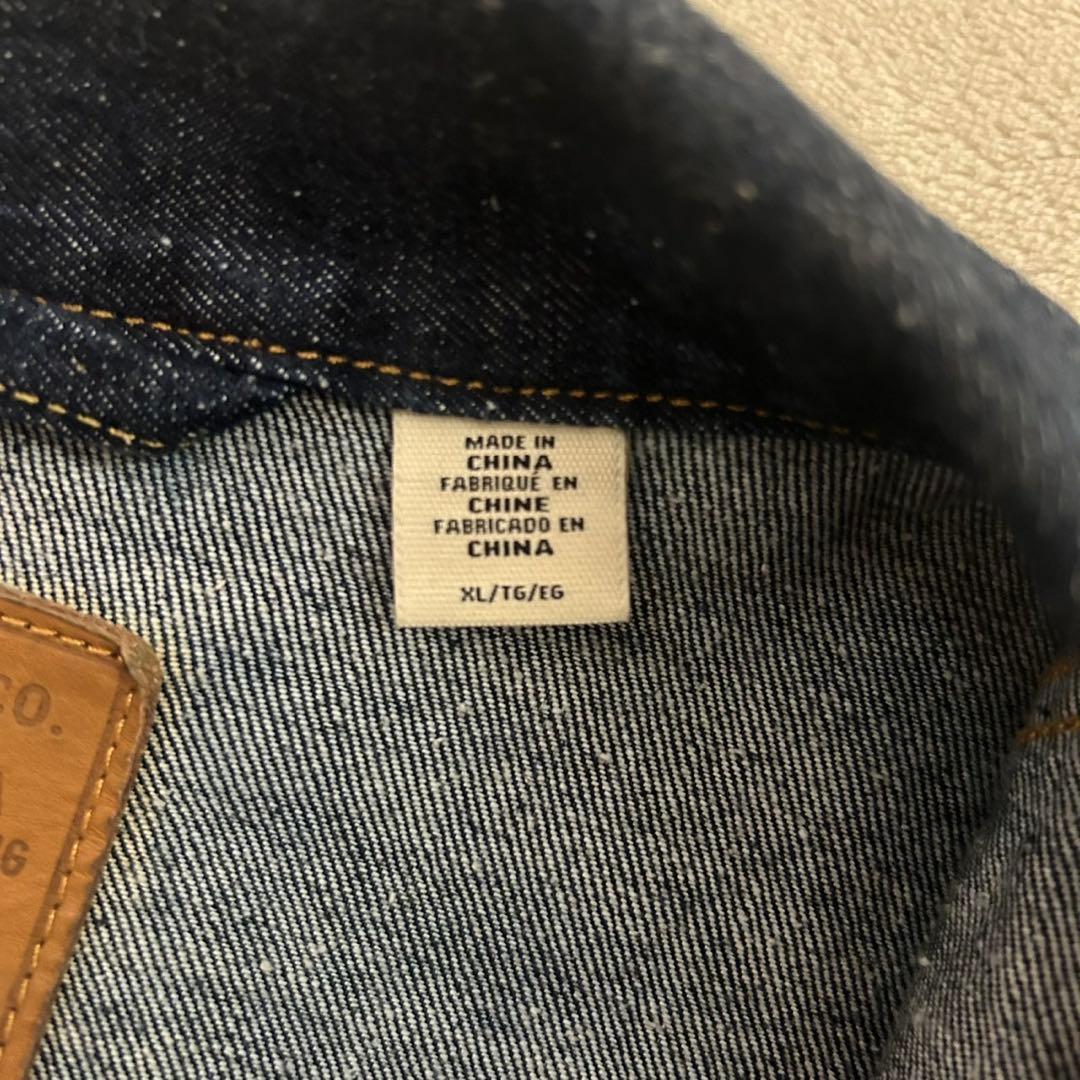 MADE IN
CHINA
FABRIQUÉ EN
CHINE
FABRICADO EN
CHINA
XL/TG/EG
CO.